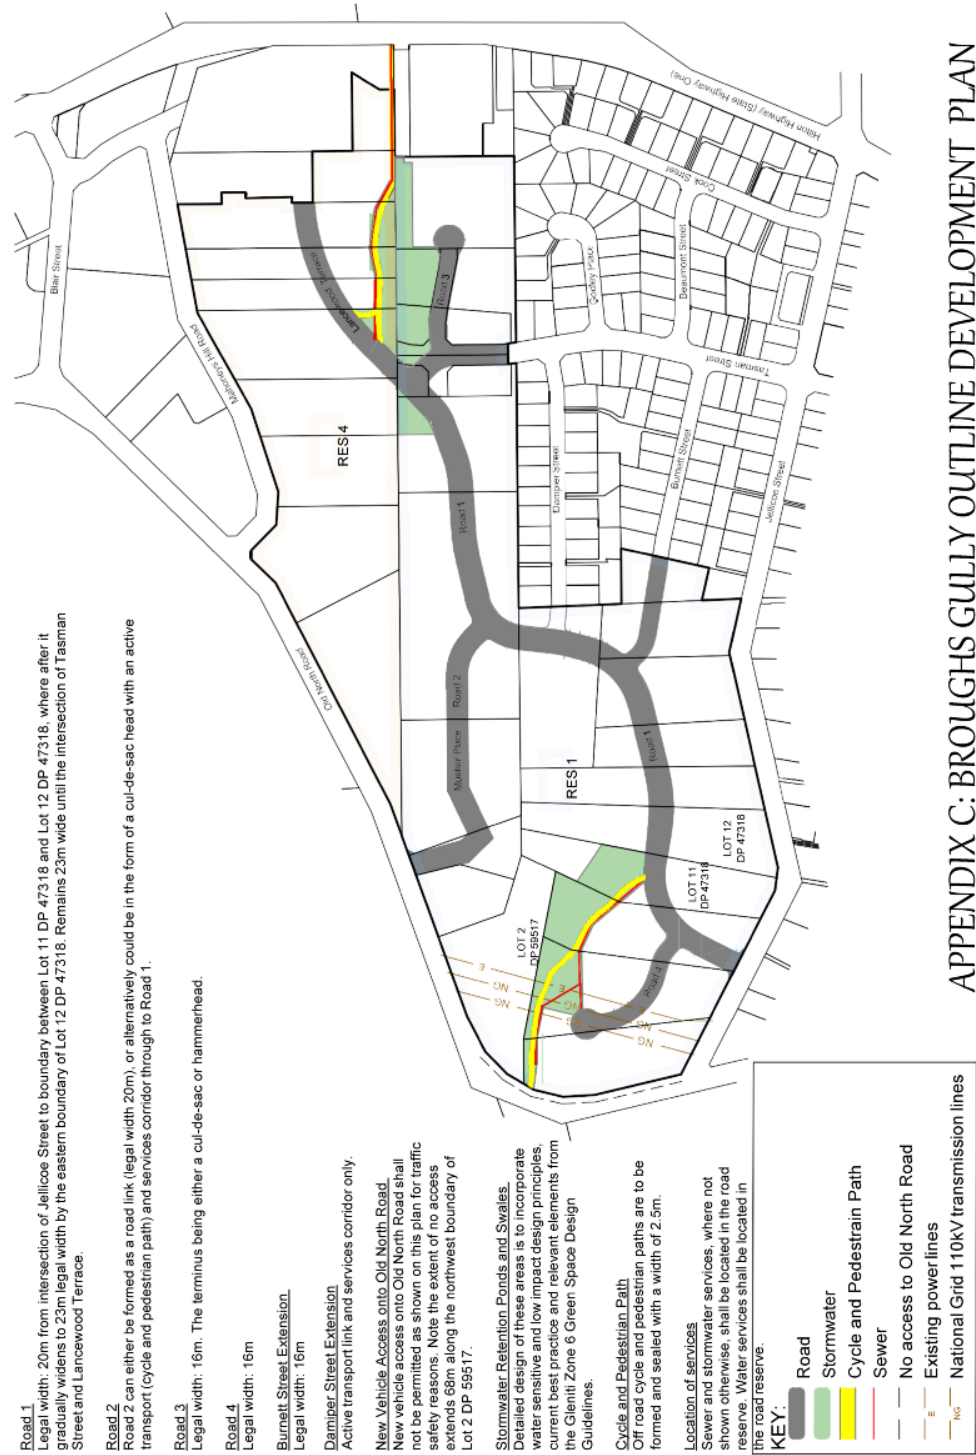 Road 1
Legal width: 20m from intersection of Jellicoe Street to boundary between Lot 11 DP 47318 and Lot 12 DP 47318, where after it
gradually widens to 23m legal width by the eastern boundary of Lot 12 DP 47318. Remains 23m wide until the intersection of Tasman
Street and Lancewood Terrace.
Road 2
Road 2 can either be formed as a road link (legal width 20m), or alternatively could be in the form of a cul-de-sac head with an active
transport (cycle and pedestrian path) and services corridor through to Road 1.
Road 3
Legal width: 16m. The terminus being either a cul-de-sac or hammerhead.
Road 4
Legal width: 16m
Burnett Street Extension
Legal width: 16m
Damiper Street Extension
Active transport link and services corridor only.
New Vehicle Access onto Old North Road
New vehicle access onto Old North Road shall
not be permitted as shown on this plan for traffic
safety reasons. Note the extent of no access
extends 68m along the northwest boundary of
Lot 2 DP 59517.
Stormwater Retention Ponds and Swales
Detailed design of these areas is to incorporate
water sensitive and low impact design principles,
current best practice and relevant elements from
the Gleniti Zone 6 Green Space Design
Guidelines.
Cycle and Pedestrian Path
Off road cycle and pedestrian paths are to be
formed and sealed with a width of 2.5m.
Location of services
Sewer and stormwater services, where not
shown otherwise, shall be located in the road
reserve. Water services shall be located in
the road reserve.
KEY:
Road
Stormwater
Cycle and Pedestrain Path
Sewer
No access to Old North Road
E
Existing powerlines
NG
National Grid 110kV transmission lines
Blair Street
Mahoneys Hill Road
Old North Road
RES 4
Lancewood Terrace
Road 3
Road 1
Road 2
Mueller Place
RES 1
Road 1
Road 4
LOT 2
DP 59517
LOT 11
DP 47318
LOT 12
DP 47318
E
NG
NG
E
NG
NG
E
NG
NG
Hilton Highway (State Highway One)
Cook Street
Godley Place
Beaumont Street
Tasman Street
Dampier Street
Burnett Street
Jellicoe Street
APPENDIX C: BROUGHS GULLY OUTLINE DEVELOPMENT PLAN